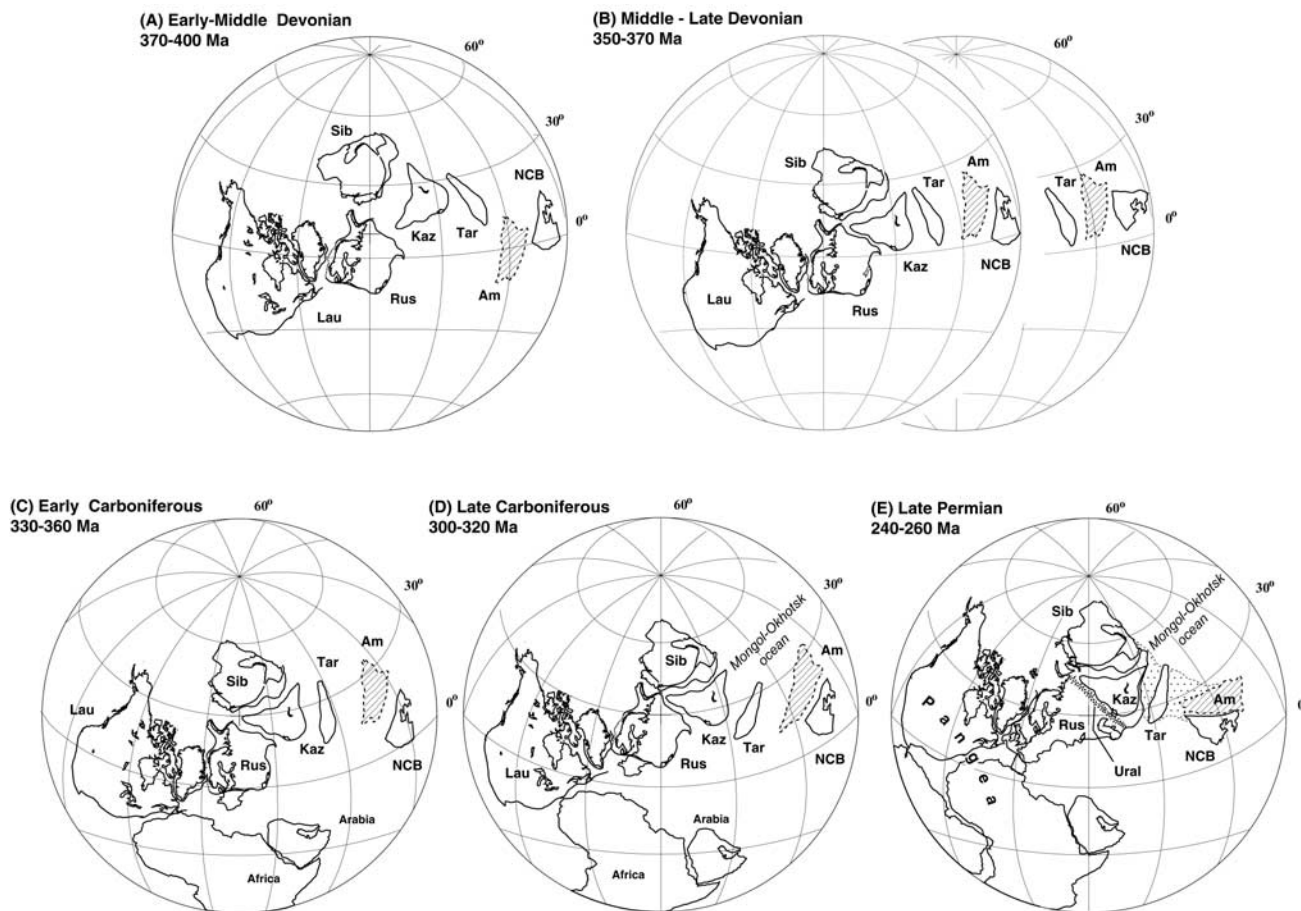 (A) Early-Middle Devonian
370-400 Ma
60°
30°
0°
Sib
NCB
Kaz
Tar
Am
Rus
Lau
(B) Middle - Late Devonian
350-370 Ma
60°
30°
0°
Sib
Am
Tar
Tar
Am
Kaz
NCB
NCB
Lau
Rus
(C) Early Carboniferous
330-360 Ma
60°
30°
0°
Am
Tar
Sib
Lau
Kaz
Rus
NCB
Arabia
Africa
(D) Late Carboniferous
300-320 Ma
60°
30°
0°
Mongol-Okhotsk
ocean
Am
Sib
Kaz
Tar
Rus
NCB
Lau
Arabia
Africa
(E) Late Permian
240-260 Ma
60°
30°
0
Mongol-Okhotsk
ocean
Sib
Kaz
Am
Pangea
Rus
Tar
NCB
Ural